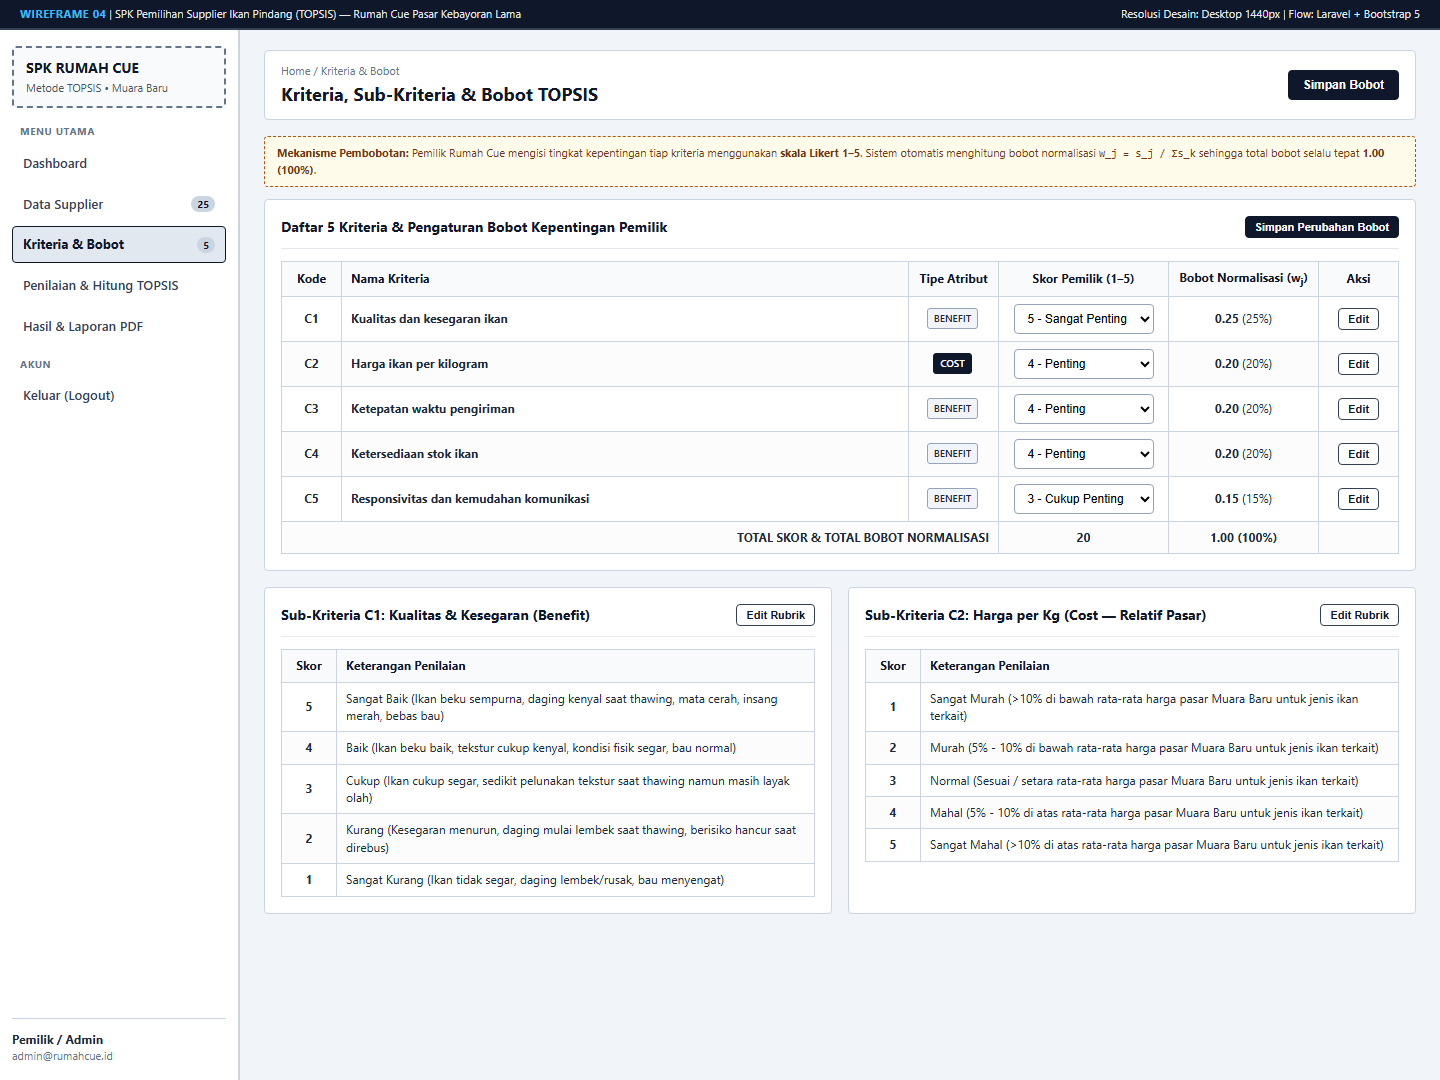 WIREFRAME 04 | SPK Pemilihan Supplier Ikan Pindang (TOPSIS) — Rumah Cue Pasar Kebayoran Lama
Resolusi Desain: Desktop 1440px | Flow: Laravel + Bootstrap 5
SPK RUMAH CUE
Metode TOPSIS • Muara Baru
MENU UTAMA
Dashboard
Data Supplier 25
Kriteria & Bobot 5
Penilaian & Hitung TOPSIS
Hasil & Laporan PDF
AKUN
Keluar (Logout)
Pemilik / Admin
admin@rumahcue.id
Home / Kriteria & Bobot
Kriteria, Sub-Kriteria & Bobot TOPSIS
Simpan Bobot
Mekanisme Pembobotan: Pemilik Rumah Cue mengisi tingkat kepentingan tiap kriteria menggunakan skala Likert 1–5. Sistem otomatis menghitung bobot normalisasi w_j = s_j / Σs_k sehingga total bobot selalu tepat 1.00
(100%).
Daftar 5 Kriteria & Pengaturan Bobot Kepentingan Pemilik
Simpan Perubahan Bobot
Kode Nama Kriteria Tipe Atribut Skor Pemilik (1–5) Bobot Normalisasi (wj) Aksi
C1 Kualitas dan kesegaran ikan BENEFIT 5 - Sangat Penting 0.25 (25%) Edit
C2 Harga ikan per kilogram COST 4 - Penting 0.20 (20%) Edit
C3 Ketepatan waktu pengiriman BENEFIT 4 - Penting 0.20 (20%) Edit
C4 Ketersediaan stok ikan BENEFIT 4 - Penting 0.20 (20%) Edit
C5 Responsivitas dan kemudahan komunikasi BENEFIT 3 - Cukup Penting 0.15 (15%) Edit
TOTAL SKOR & TOTAL BOBOT NORMALISASI 20 1.00 (100%)
Sub-Kriteria C1: Kualitas & Kesegaran (Benefit)
Edit Rubrik
Skor Keterangan Penilaian
5 Sangat Baik (Ikan beku sempurna, daging kenyal saat thawing, mata cerah, insang
merah, bebas bau)
4 Baik (Ikan beku baik, tekstur cukup kenyal, kondisi fisik segar, bau normal)
3 Cukup (Ikan cukup segar, sedikit pelunakan tekstur saat thawing namun masih layak
olah)
2 Kurang (Kesegaran menurun, daging mulai lembek saat thawing, berisiko hancur saat
direbus)
1 Sangat Kurang (Ikan tidak segar, daging lembek/rusak, bau menyengat)
Sub-Kriteria C2: Harga per Kg (Cost — Relatif Pasar)
Edit Rubrik
Skor Keterangan Penilaian
1 Sangat Murah (>10% di bawah rata-rata harga pasar Muara Baru untuk jenis ikan
terkait)
2 Murah (5% - 10% di bawah rata-rata harga pasar Muara Baru untuk jenis ikan terkait)
3 Normal (Sesuai / setara rata-rata harga pasar Muara Baru untuk jenis ikan terkait)
4 Mahal (5% - 10% di atas rata-rata harga pasar Muara Baru untuk jenis ikan terkait)
5 Sangat Mahal (>10% di atas rata-rata harga pasar Muara Baru untuk jenis ikan terkait)